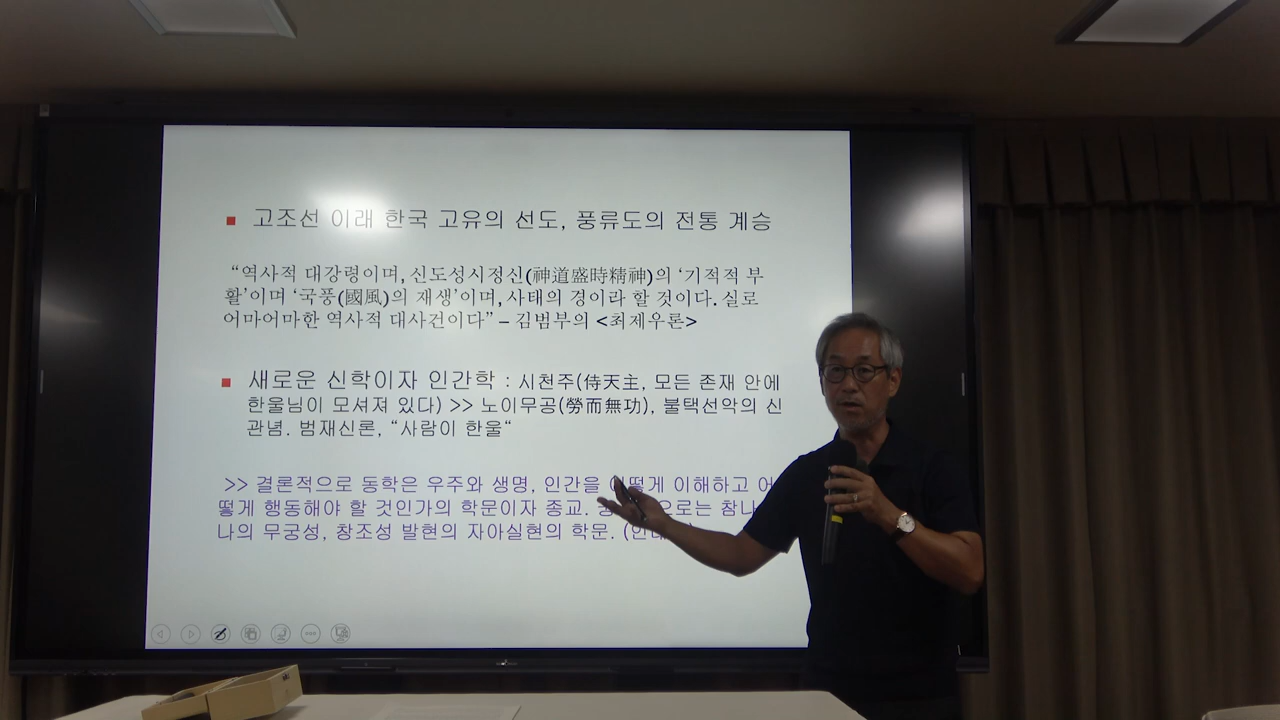 ▪ 고조선 이래 한국 고유의 선도, 풍류도의 전통 계승
“역사적 대강령이며, 신도성시정신(神道盛時精神)의 ‘기적적 부
활’이며 ‘국풍(國風)의 재생’이며, 사태의 경이라 할 것이다. 실로
어마어마한 역사적 대사건이다” – 김범부의 <최제우론>
▪ 새로운 신학이자 인간학 : 시천주(侍天主, 모든 존재 안에
한울님이 모셔져 있다) >> 노이무공(勞而無功), 불택선악의 신
관념. 범재신론, “사람이 한울“
>> 결론적으로 동학은 우주와 생명, 인간을 이해하고
떻게 행동해야 할 것인가의 학문이자 종교.
나의 무궁성, 창조성 발현의 자아실현의 학문.